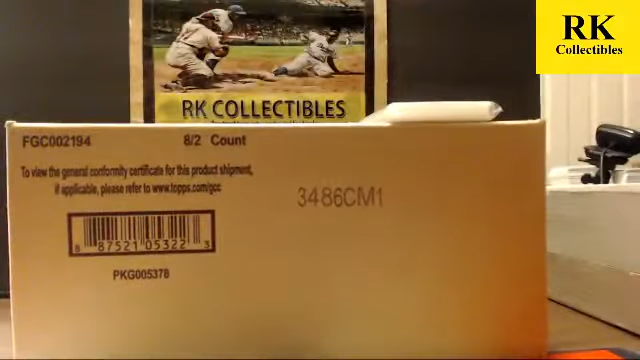 RK
Collectibles
RK COLLECTIBLES
FGC002194 8/2 Count
To view the general conformity certificate for this product shipment,
if applicable, please refer to www.topps.com/gcc
3486CM1
8 87521 05322 3
PKG005378